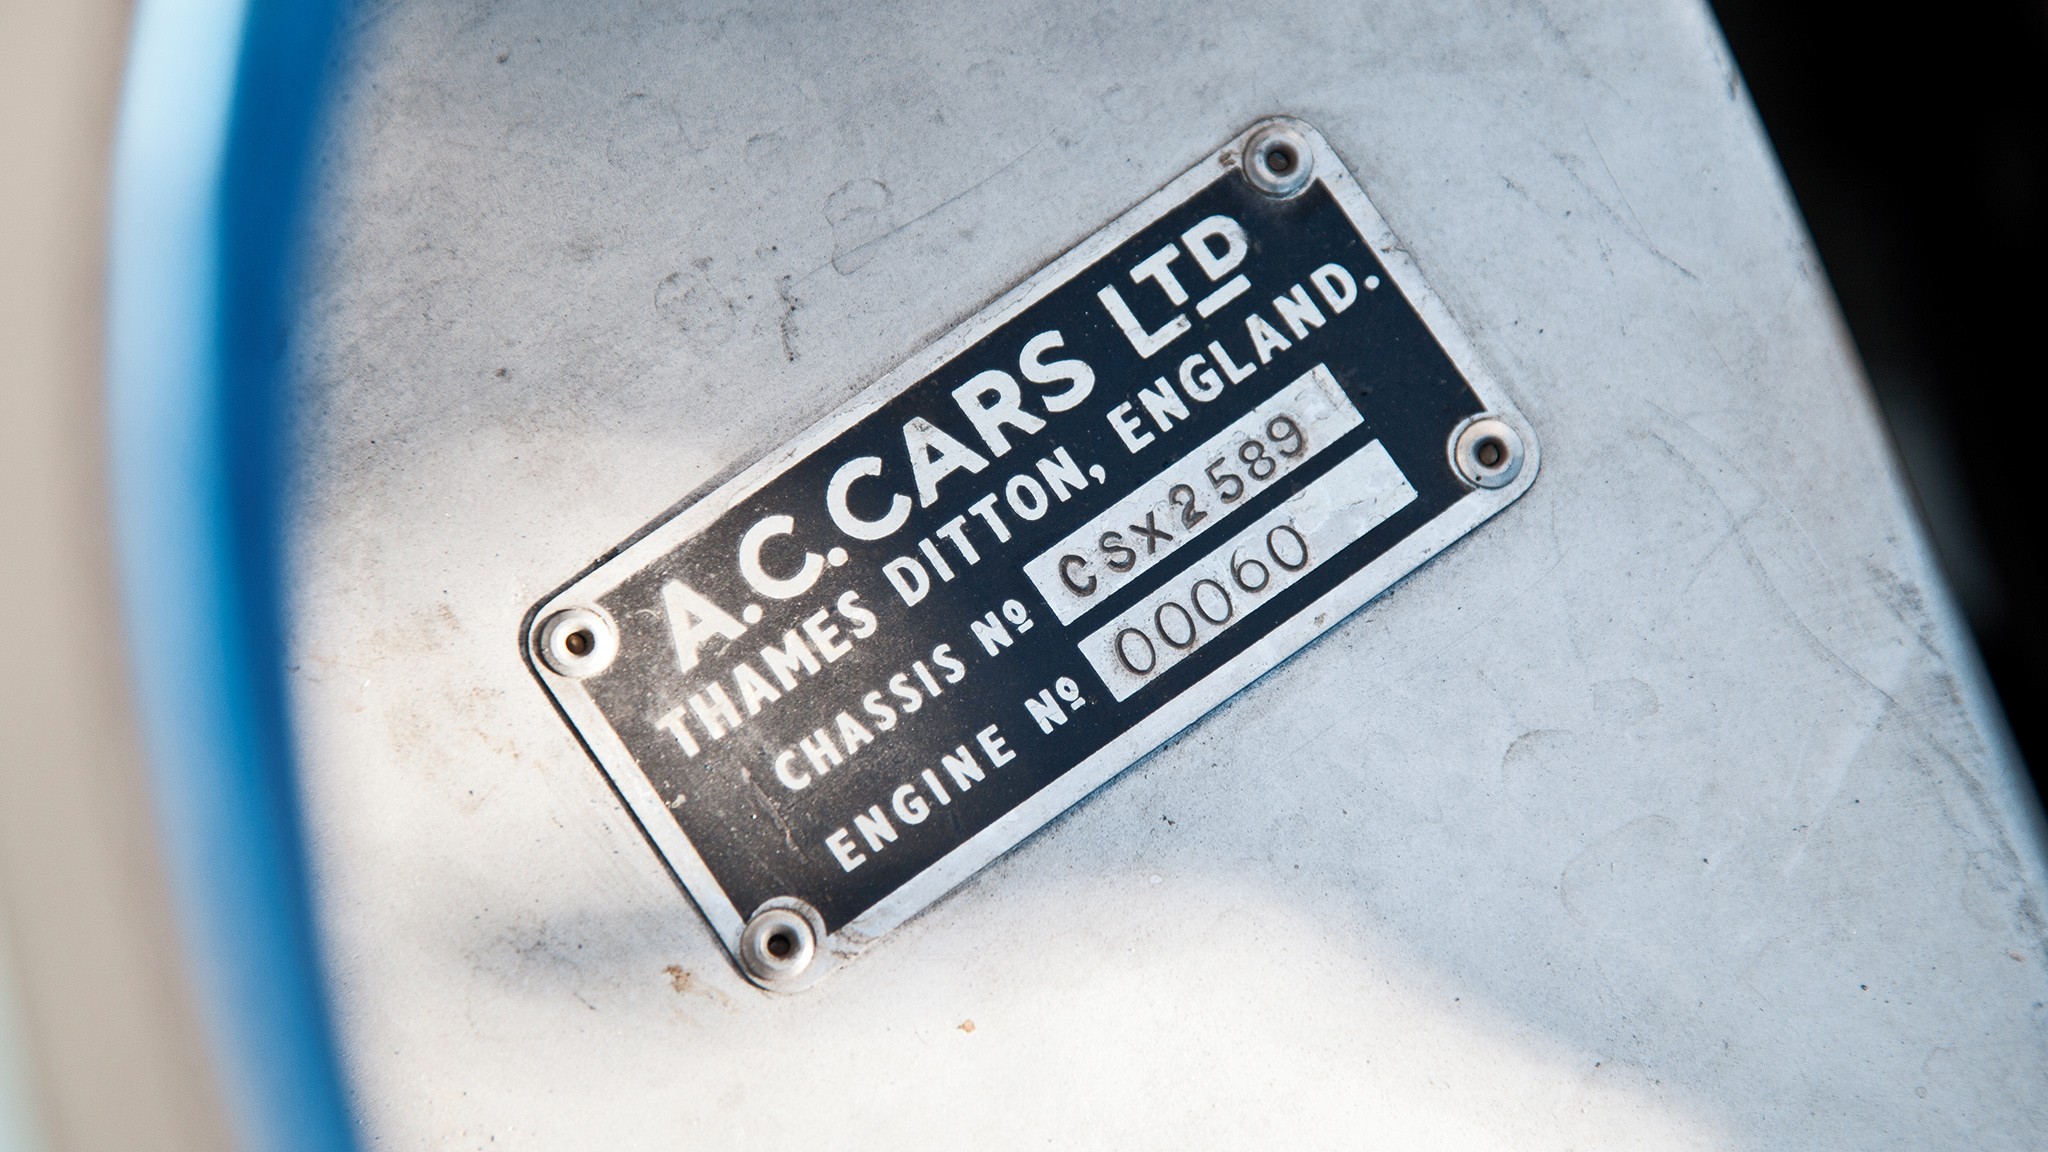 A.C. CARS LTD
THAMES DITTON, ENGLAND.
CHASSIS Nº CSX2589
ENGINE Nº 00060